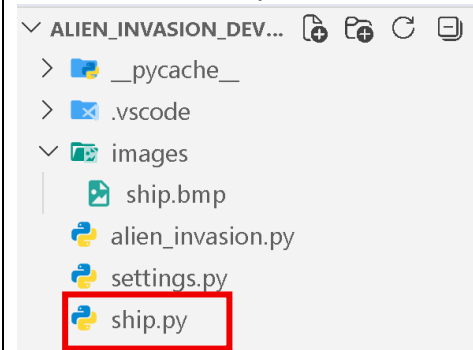 ALIEN_INVASION_DEV...
__pycache__
.vscode
images
ship.bmp
alien_invasion.py
settings.py
ship.py